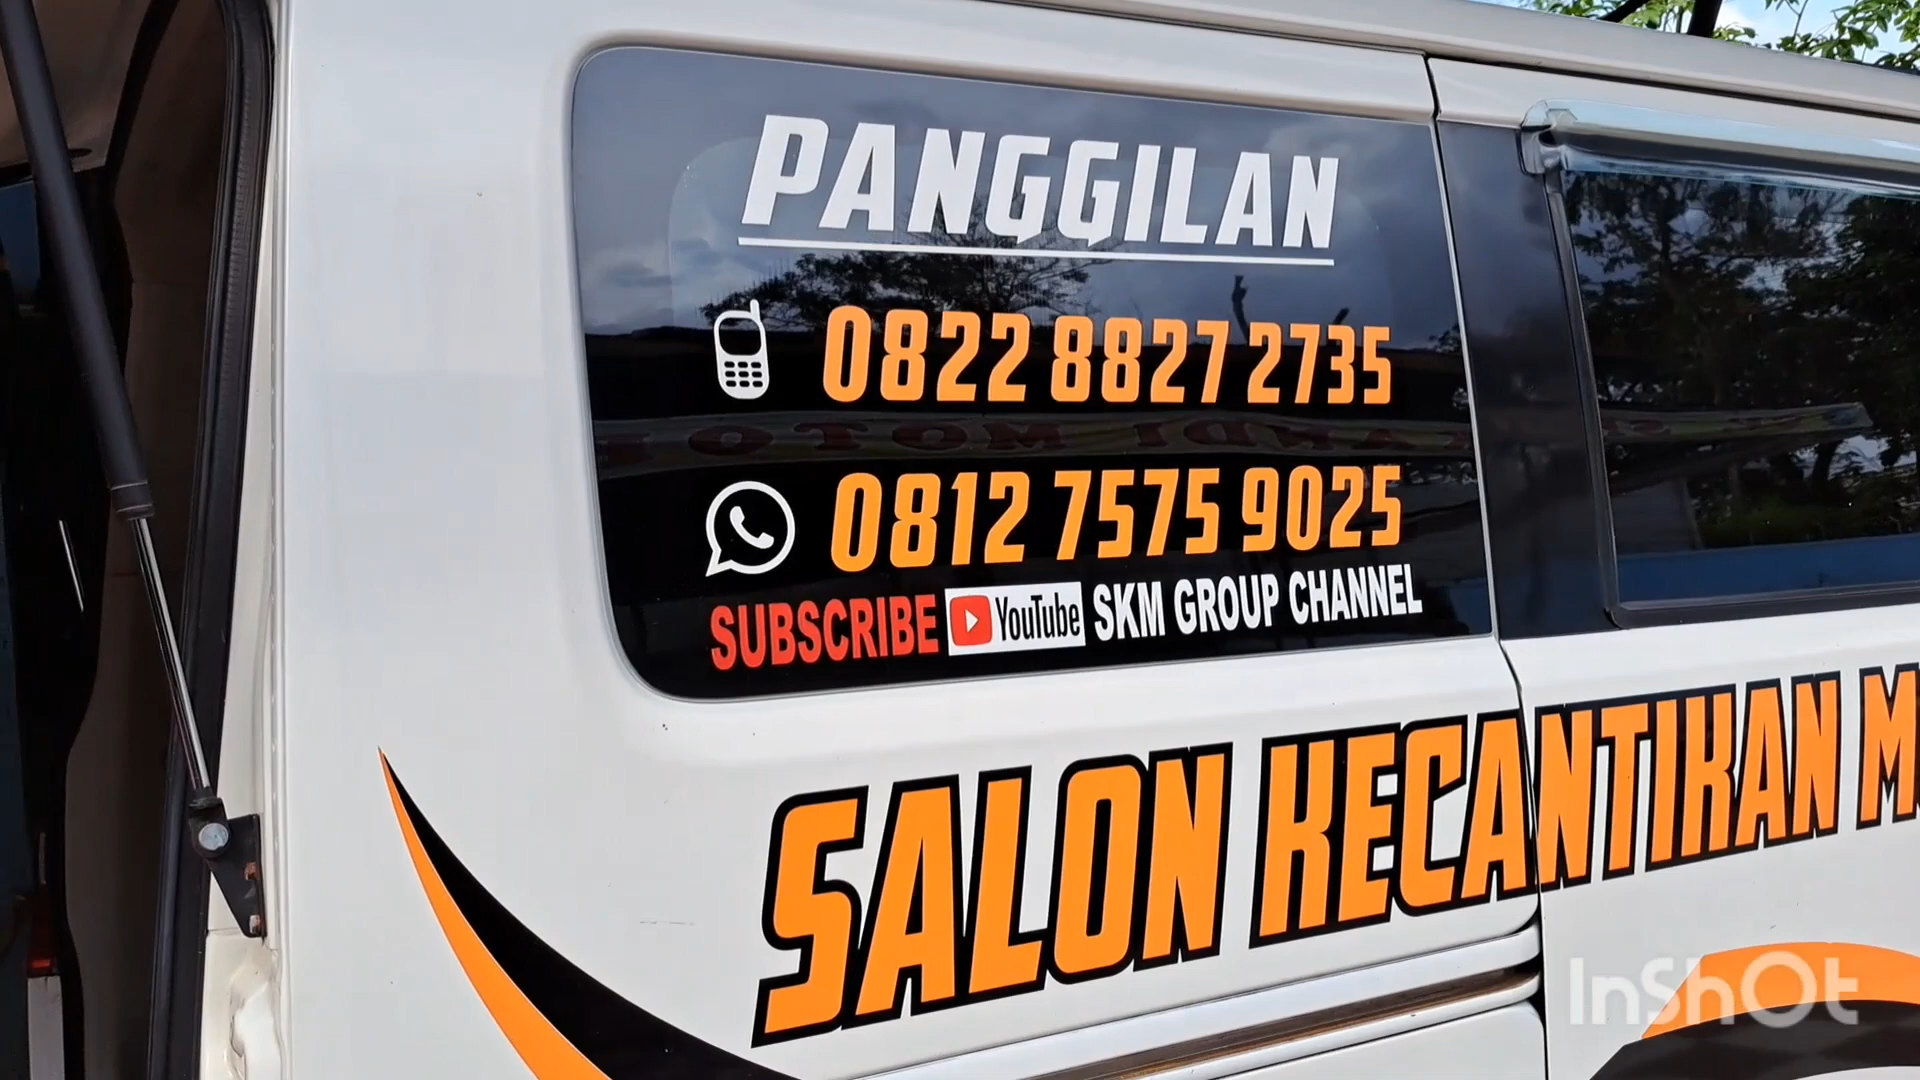 PANGGILAN
0822 8827 2735
0812 7575 9025
SUBSCRIBE YouTube SKM GROUP CHANNEL
SALON KECANTIKAN
InShOt